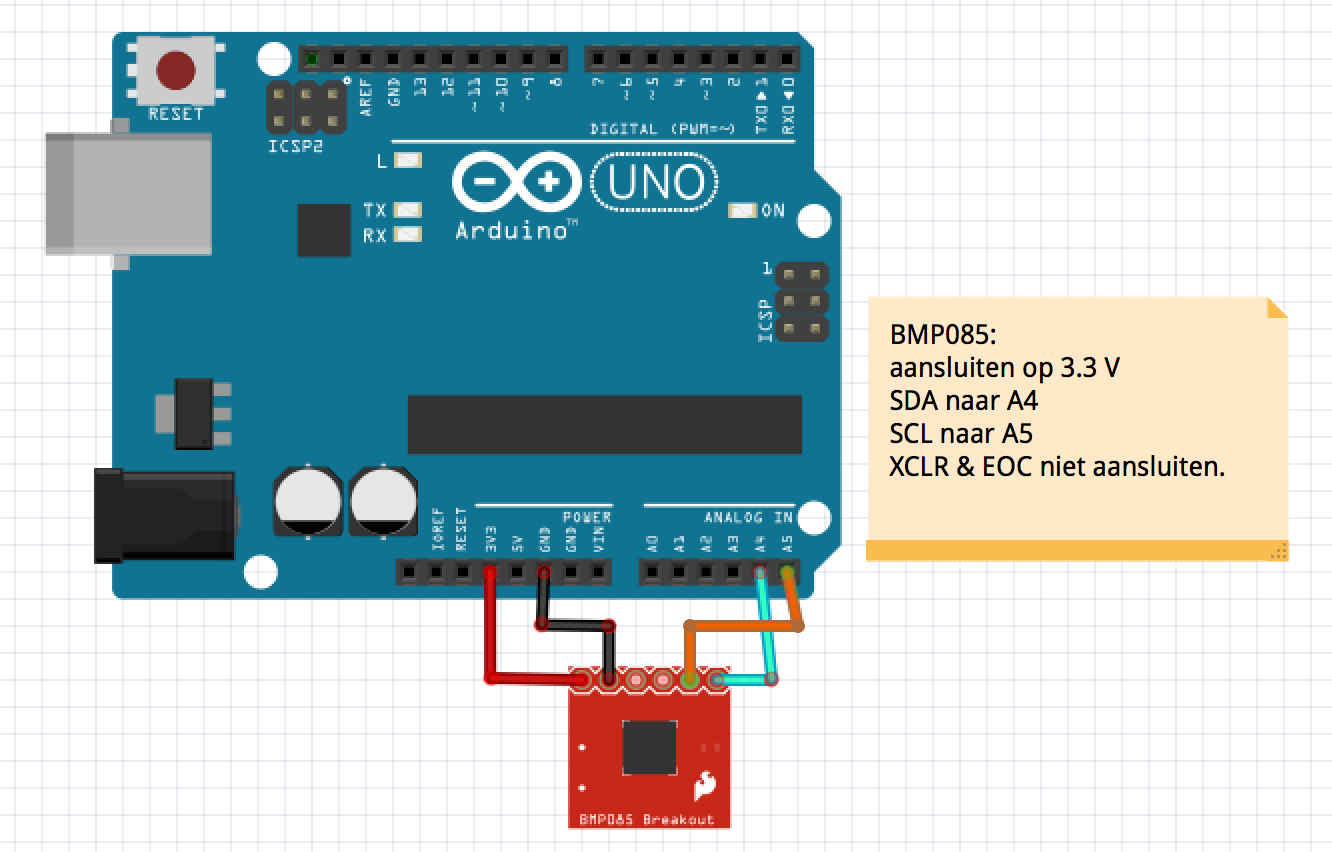 RESET
ICSP2
AREF
GND
13
12
~11
~10
~9
8
7
~6
~5
4
~3
2
TX0▶1
RX0◀0
DIGITAL (PWM=~)
L
TX
RX
Arduino™
UNO
ON
1
ICSP
BMP085:
aansluiten op 3.3 V
SDA naar A4
SCL naar A5
XCLR & EOC niet aansluiten.
POWER
ANALOG IN
IOREF
RESET
3V3
5V
GND
GND
VIN
A0
A1
A2
A3
A4
A5
BMP085 Breakout